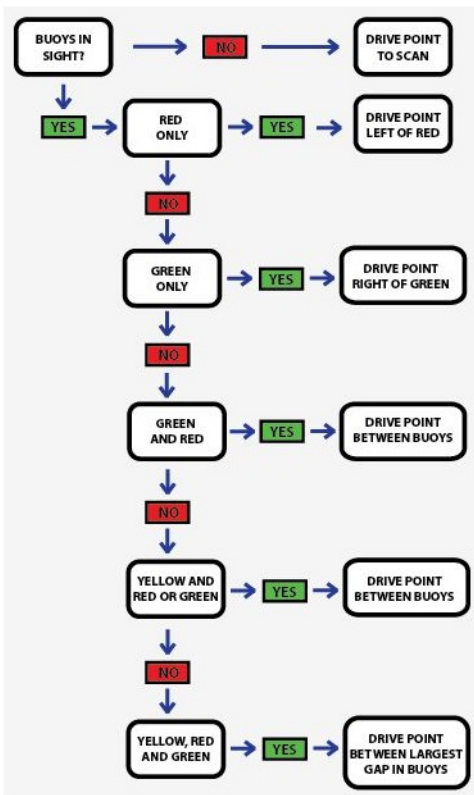 BUOYS IN
SIGHT?
NO
DRIVE POINT
TO SCAN
YES
RED
ONLY
YES
DRIVE POINT
LEFT OF RED
NO
GREEN
ONLY
YES
DRIVE POINT
RIGHT OF GREEN
NO
GREEN
AND RED
YES
DRIVE POINT
BETWEEN BUOYS
NO
YELLOW AND
RED OR GREEN
YES
DRIVE POINT
BETWEEN BUOYS
NO
YELLOW, RED
AND GREEN
YES
DRIVE POINT
BETWEEN LARGEST
GAP IN BUOYS